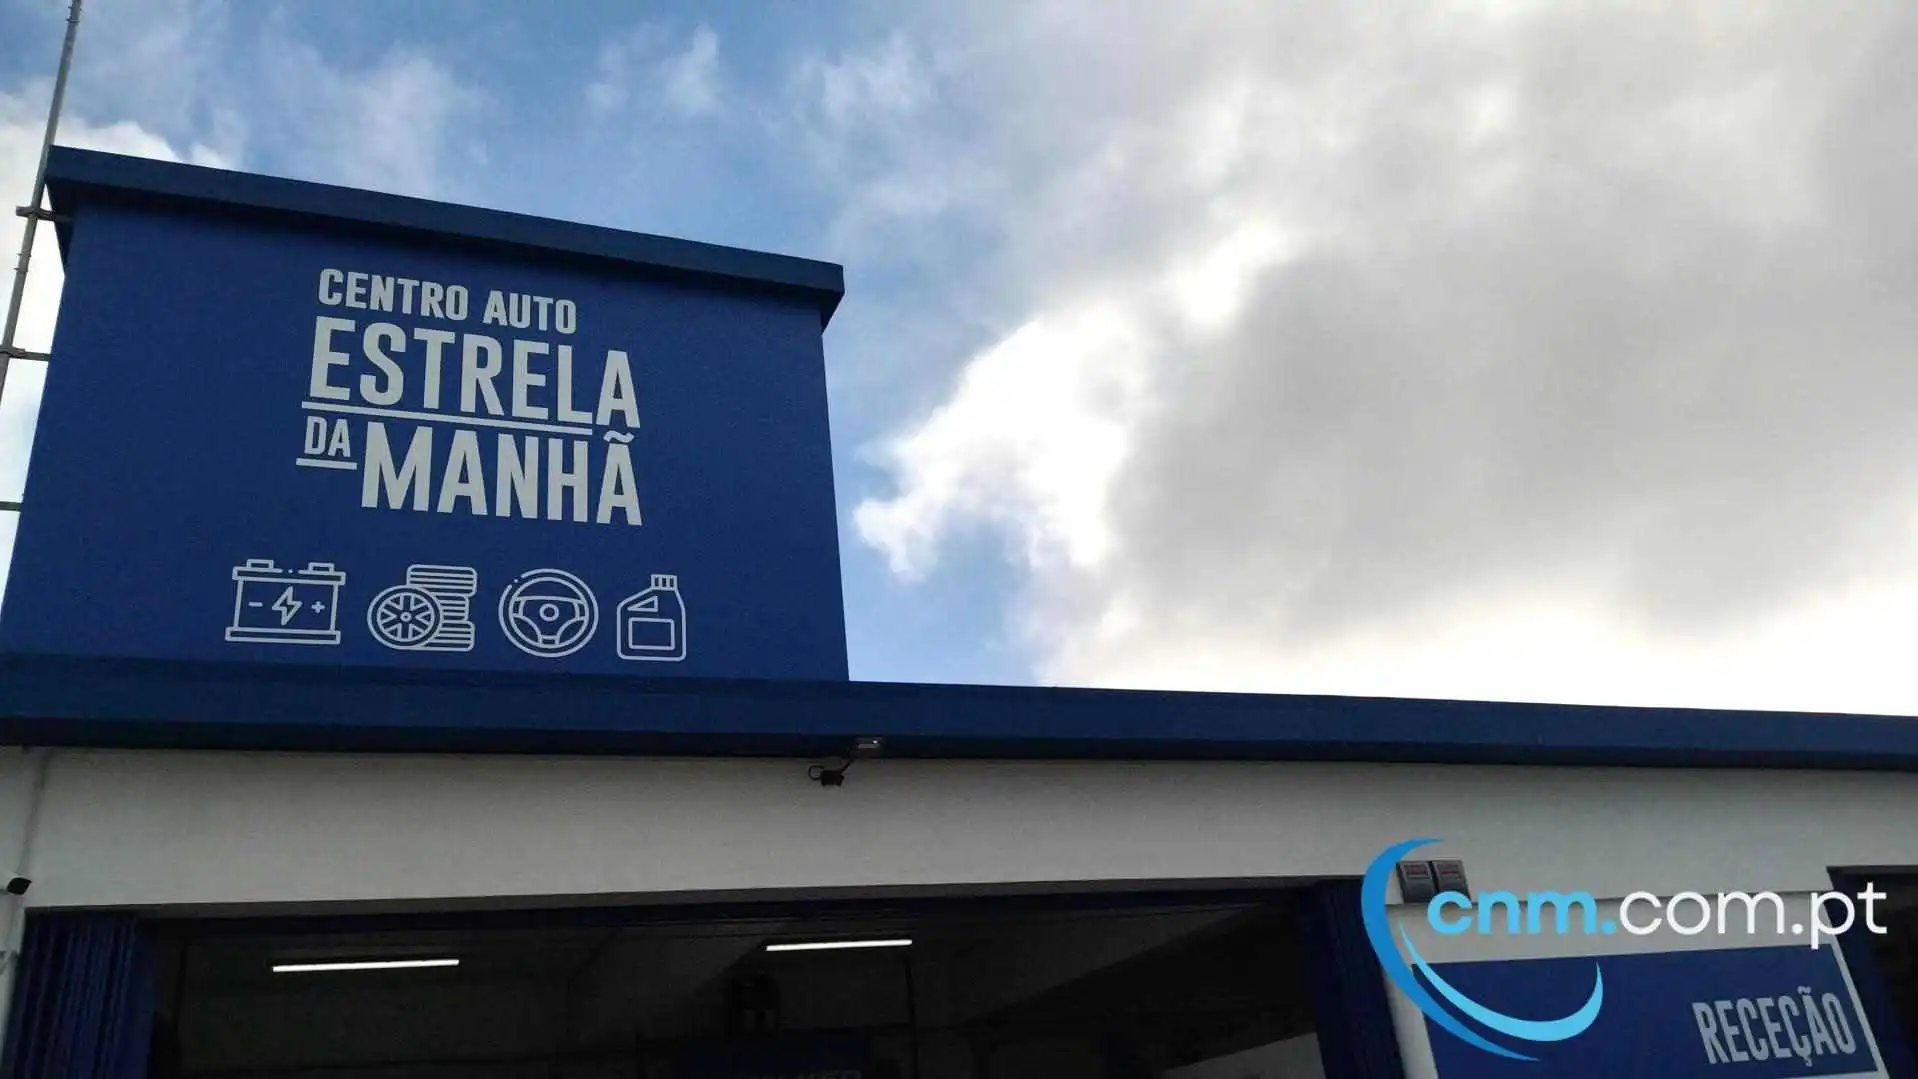 CENTRO AUTO
ESTRELA
DA MANHÃ
cnm.com.pt
RECEÇÃO